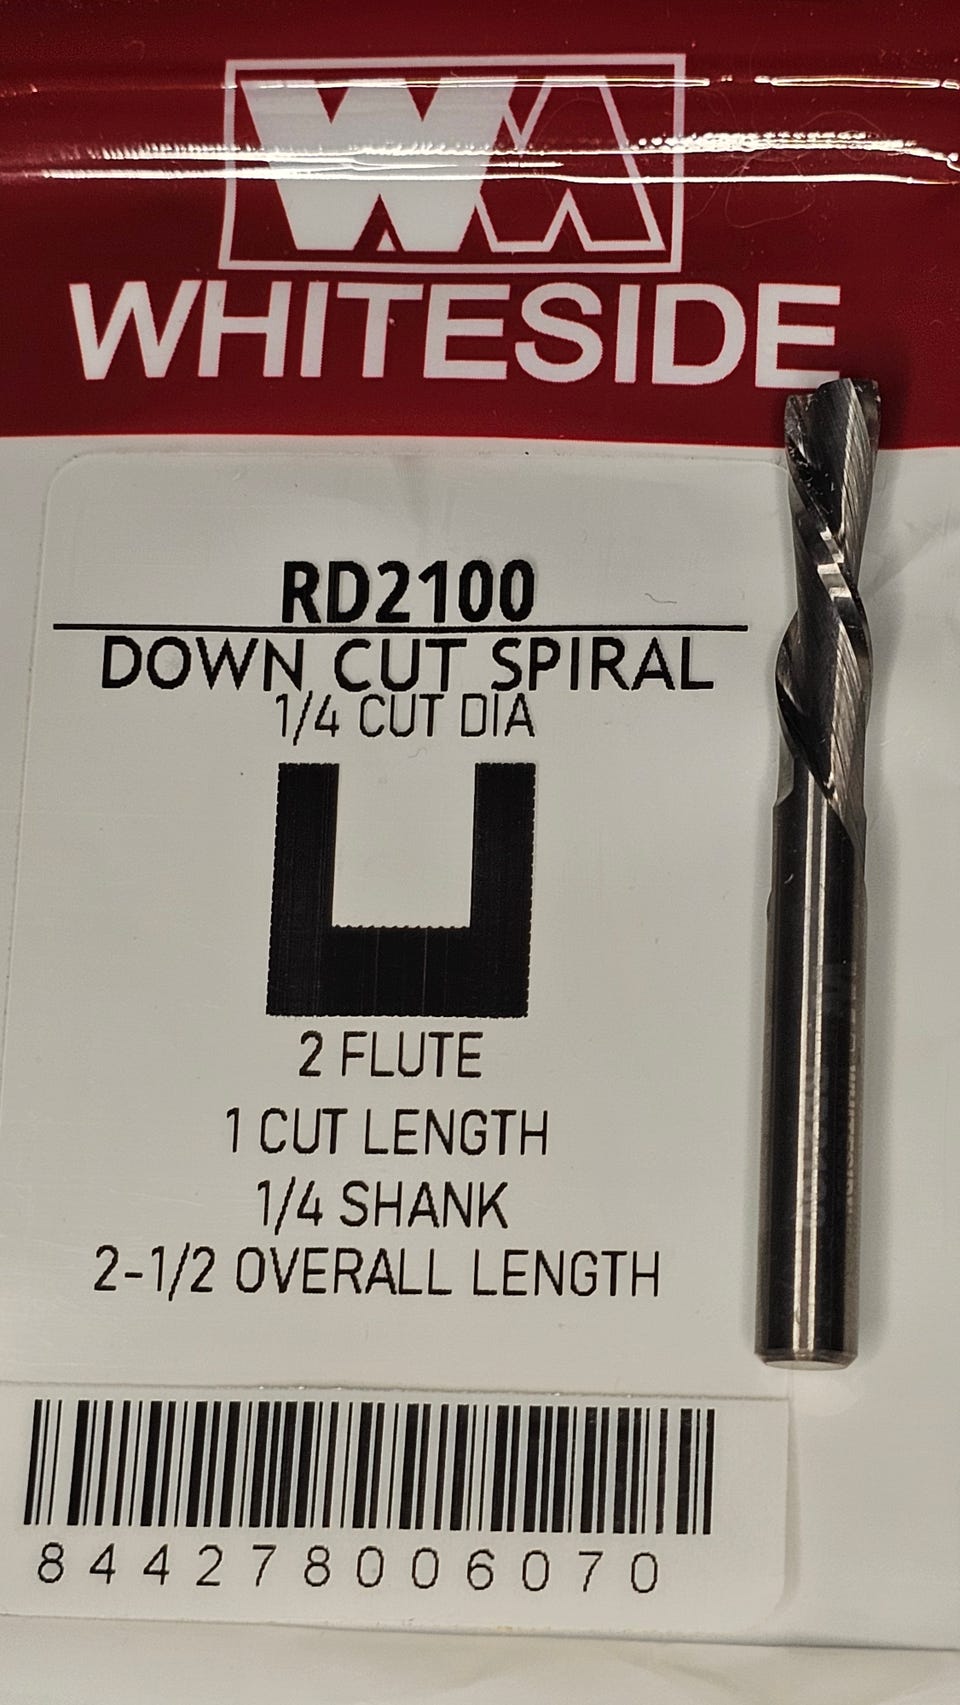 WHITESIDE
RD2100
DOWN CUT SPIRAL
1/4 CUT DIA
2 FLUTE
1 CUT LENGTH
1/4 SHANK
2-1/2 OVERALL LENGTH
844278006070